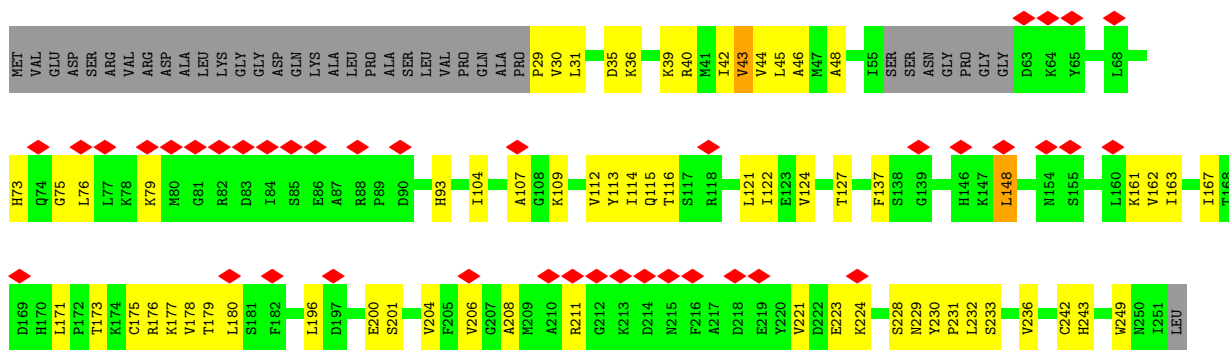 MET VAL GLU ASP SER ARG VAL ARG ASP ALA LEU LYS GLY GLY ASP GLN LYS ALA LEU PRO ALA SER LEU VAL PRO GLN ALA PRO P29 V30 L31 D35 K36 K39 R40 M41 I42 V43 V44 L45 A46 M47 A48 I55 SER SER ASN GLY PRO GLY GLY D63 K64 Y65 L68
H73 Q74 G75 L76 L77 K78 K79 M80 G81 R82 D83 I84 S85 E86 A87 R88 P89 D90 H93 I104 A107 G108 K109 V112 Y113 I114 Q115 T116 S117 R118 L121 I122 E123 V124 T127 F137 S138 G139 H146 K147 L148 N154 S155 L160 K161 V162 I163 I167 T168
D169 H170 L171 P172 T173 K174 C175 R176 K177 V178 T179 L180 S181 F182 L196 D197 E200 S201 V204 F205 V206 G207 A208 M209 A210 R211 G212 K213 D214 N215 F216 A217 D218 E219 Y220 V221 D222 E223 K224 S228 N229 Y230 P231 L232 S233 V236 C242 H243 W249 N250 I251 LEU